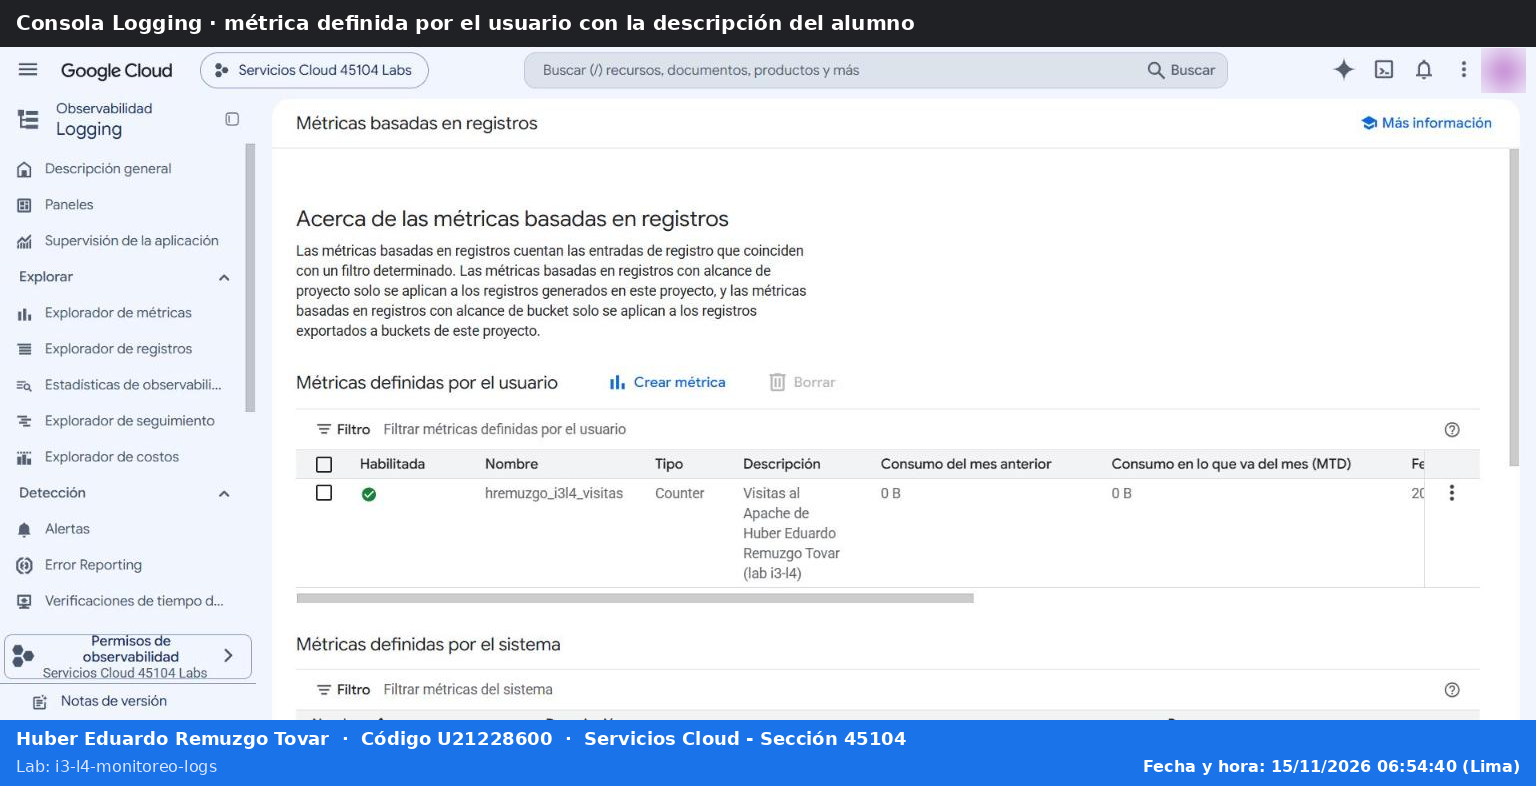 Consola Logging · métrica definida por el usuario con la descripción del alumno
Google Cloud
Servicios Cloud 45104 Labs
Buscar (/) recursos, documentos, productos y más
Buscar
Observabilidad
Logging
Descripción general
Paneles
Supervisión de la aplicación
Explorar
Explorador de métricas
Explorador de registros
Estadísticas de observabili...
Explorador de seguimiento
Explorador de costos
Detección
Alertas
Error Reporting
Verificaciones de tiempo d...
Permisos de
observabilidad
Servicios Cloud 45104 Labs
Notas de versión
Métricas basadas en registros
Más información
Acerca de las métricas basadas en registros
Las métricas basadas en registros cuentan las entradas de registro que coinciden
con un filtro determinado. Las métricas basadas en registros con alcance de
proyecto solo se aplican a los registros generados en este proyecto, y las métricas
basadas en registros con alcance de bucket solo se aplican a los registros
exportados a buckets de este proyecto.
Métricas definidas por el usuario
Crear métrica
Borrar
Filtro Filtrar métricas definidas por el usuario
Habilitada Nombre Tipo Descripción Consumo del mes anterior Consumo en lo que va del mes (MTD) Fe
hremuzgo_i3l4_visitas Counter Visitas al 0 B 0 B 20
Apache de
Huber Eduardo
Remuzgo Tovar
(lab i3-l4)
Métricas definidas por el sistema
Filtro Filtrar métricas del sistema
Huber Eduardo Remuzgo Tovar · Código U21228600 · Servicios Cloud - Sección 45104
Lab: i3-l4-monitoreo-logs
Fecha y hora: 15/11/2026 06:54:40 (Lima)